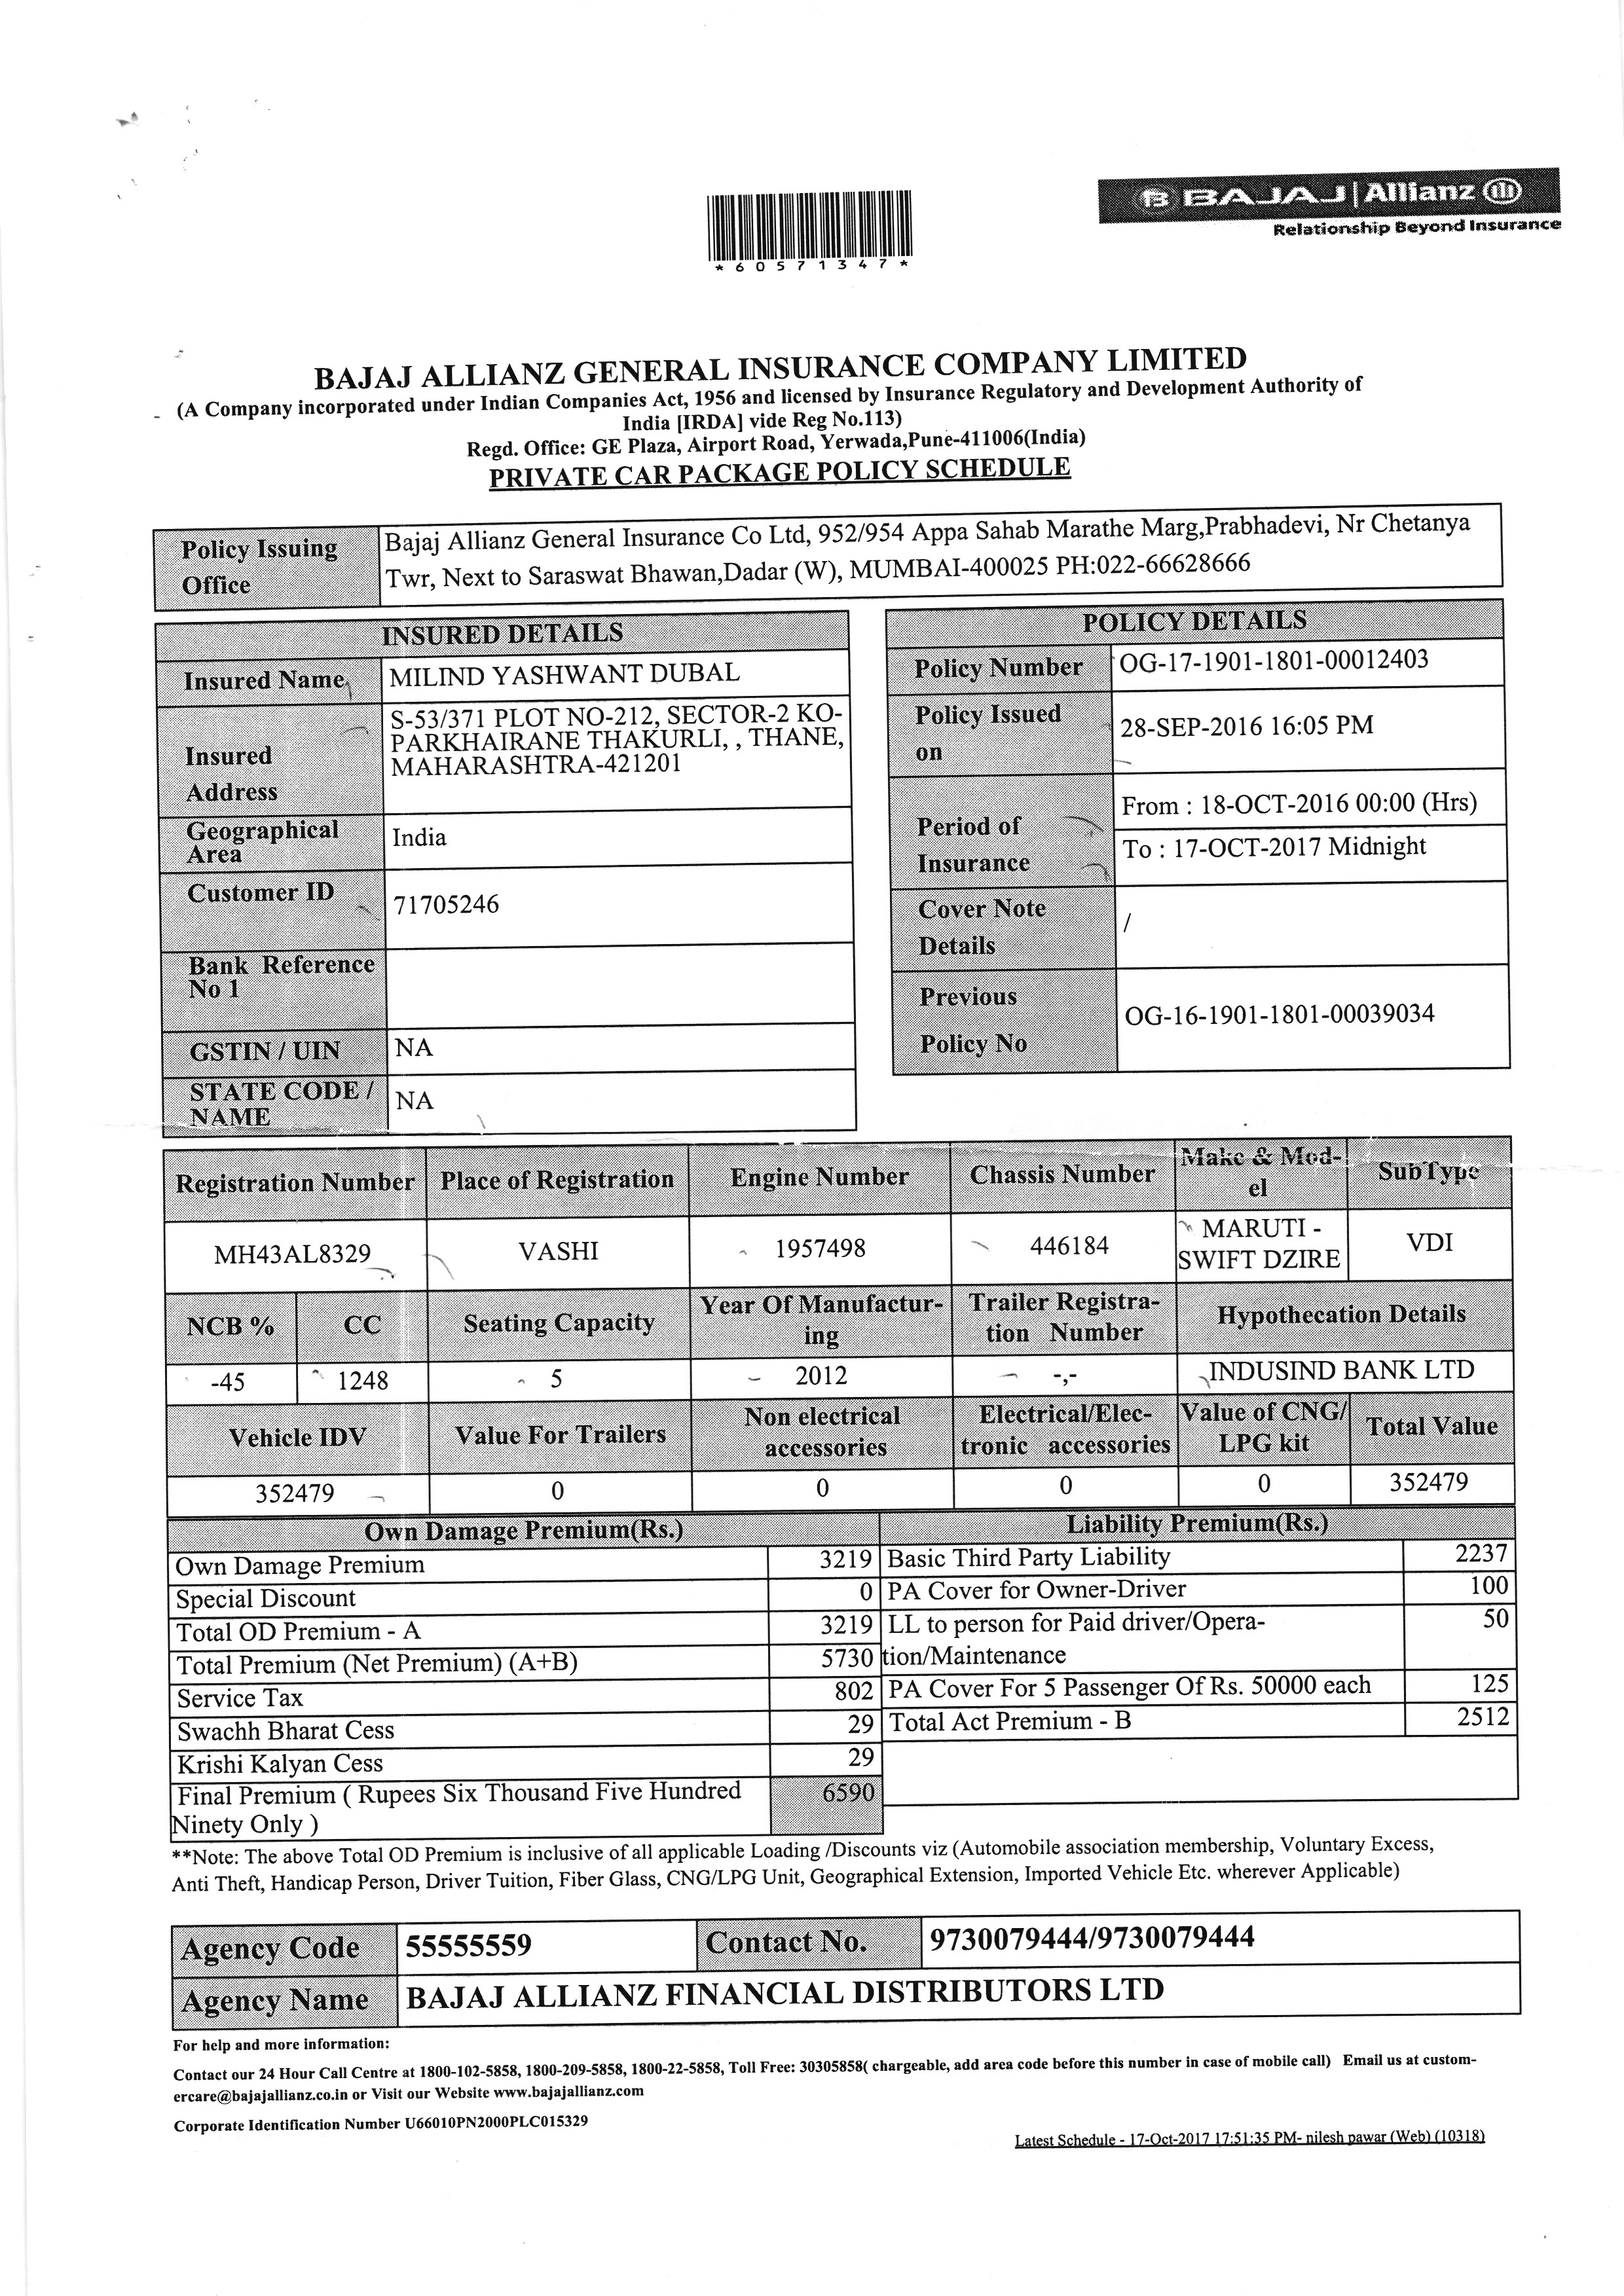 BAJAJ | Allianz
Relationship Beyond Insurance
*60571347*
BAJAJ ALLIANZ GENERAL INSURANCE COMPANY LIMITED
(A Company incorporated under Indian Companies Act, 1956 and licensed by Insurance Regulatory and Development Authority of
India [IRDA] vide Reg No.113)
Regd. Office: GE Plaza, Airport Road, Yerwada,Pune-411006(India)
PRIVATE CAR PACKAGE POLICY SCHEDULE
Policy Issuing
Office
Bajaj Allianz General Insurance Co Ltd, 952/954 Appa Sahab Marathe Marg,Prabhadevi, Nr Chetanya
Twr, Next to Saraswat Bhawan,Dadar (W), MUMBAI-400025 PH:022-66628666
INSURED DETAILS
Insured Name
MILIND YASHWANT DUBAL
Insured
Address
S-53/371 PLOT NO-212, SECTOR-2 KO-
PARKHAIRANE THAKURLI, , THANE,
MAHARASHTRA-421201
Geographical
Area
India
Customer ID
71705246
Bank Reference
No 1
GSTIN / UIN
NA
STATE CODE /
NAME
NA
POLICY DETAILS
Policy Number
OG-17-1901-1801-00012403
Policy Issued
on
28-SEP-2016 16:05 PM
Period of
Insurance
From : 18-OCT-2016 00:00 (Hrs)
To : 17-OCT-2017 Midnight
Cover Note
Details
/
Previous
Policy No
OG-16-1901-1801-00039034
Registration Number Place of Registration Engine Number Chassis Number Make & Mod-
el SubType
MH43AL8329 VASHI 1957498 446184 MARUTI -
SWIFT DZIRE VDI
NCB % CC Seating Capacity Year Of Manufactur-
ing Trailer Registra-
tion Number Hypothecation Details
-45 1248 5 2012 -,- INDUSIND BANK LTD
Vehicle IDV Value For Trailers Non electrical
accessories Electrical/Elec-
tronic accessories Value of CNG/
LPG kit Total Value
352479 0 0 0 0 352479
Own Damage Premium(Rs.)
Own Damage Premium 3219
Special Discount 0
Total OD Premium - A 3219
Total Premium (Net Premium) (A+B) 5730
Service Tax 802
Swachh Bharat Cess 29
Krishi Kalyan Cess 29
Final Premium ( Rupees Six Thousand Five Hundred
Ninety Only ) 6590
Liability Premium(Rs.)
Basic Third Party Liability 2237
PA Cover for Owner-Driver 100
LL to person for Paid driver/Opera-
tion/Maintenance 50
PA Cover For 5 Passenger Of Rs. 50000 each 125
Total Act Premium - B 2512
**Note: The above Total OD Premium is inclusive of all applicable Loading /Discounts viz (Automobile association membership, Voluntary Excess,
Anti Theft, Handicap Person, Driver Tuition, Fiber Glass, CNG/LPG Unit, Geographical Extension, Imported Vehicle Etc. wherever Applicable)
Agency Code 55555559 Contact No. 9730079444/9730079444
Agency Name BAJAJ ALLIANZ FINANCIAL DISTRIBUTORS LTD
For help and more information:
Contact our 24 Hour Call Centre at 1800-102-5858, 1800-209-5858, 1800-22-5858, Toll Free: 30305858( chargeable, add area code before this number in case of mobile call) Email us at custom-
ercare@bajajallianz.co.in or Visit our Website www.bajajallianz.com
Corporate Identification Number U66010PN2000PLC015329
Latest Schedule - 17-Oct-2017 17:51:35 PM- nilesh pawar (Web) (10318)